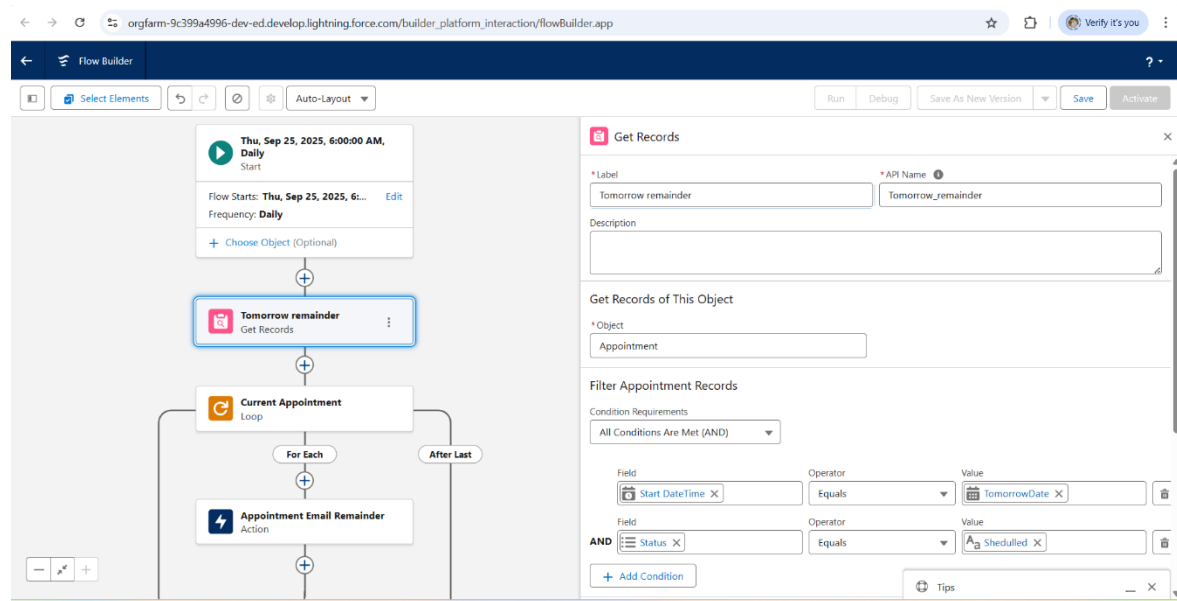 orgfarm-9c399a4996-dev-ed.develop.lightning.force.com/builder_platform_interaction/flowBuilder.app
Verify it's you
Flow Builder
?
Select Elements
Auto-Layout
Run
Debug
Save As New Version
Save
Activate
Thu, Sep 25, 2025, 6:00:00 AM,
Daily
Start
Flow Starts: Thu, Sep 25, 2025, 6:... Edit
Frequency: Daily
+ Choose Object (Optional)
Tomorrow remainder
Get Records
Current Appointment
Loop
For Each
After Last
Appointment Email Remainder
Action
Get Records
*Label
*API Name
Tomorrow remainder
Tomorrow_remainder
Description
Get Records of This Object
*Object
Appointment
Filter Appointment Records
Condition Requirements
All Conditions Are Met (AND)
Field Operator Value
Start DateTime Equals TomorrowDate
Field Operator Value
AND Status Equals Aa Shedulled
+ Add Condition
Tips